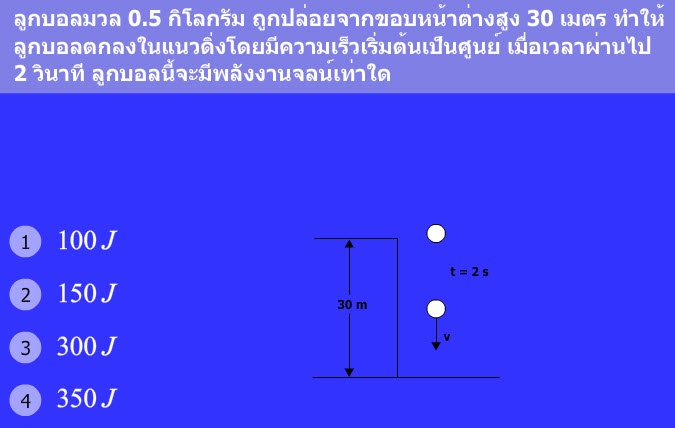 ลูกบอลมวล 0.5 กิโลกรัม ถูกปล่อยจากขอบหน้าต่างสูง 30 เมตร ทำให้
ลูกบอลตกลงในแนวดิ่งโดยมีความเร็วเริ่มต้นเป็นศูนย์ เมื่อเวลาผ่านไป
2 วินาที ลูกบอลนี้จะมีพลังงานจลน์เท่าใด
1 100 J
2 150 J
3 300 J
4 350 J
t = 2 s
30 m
v